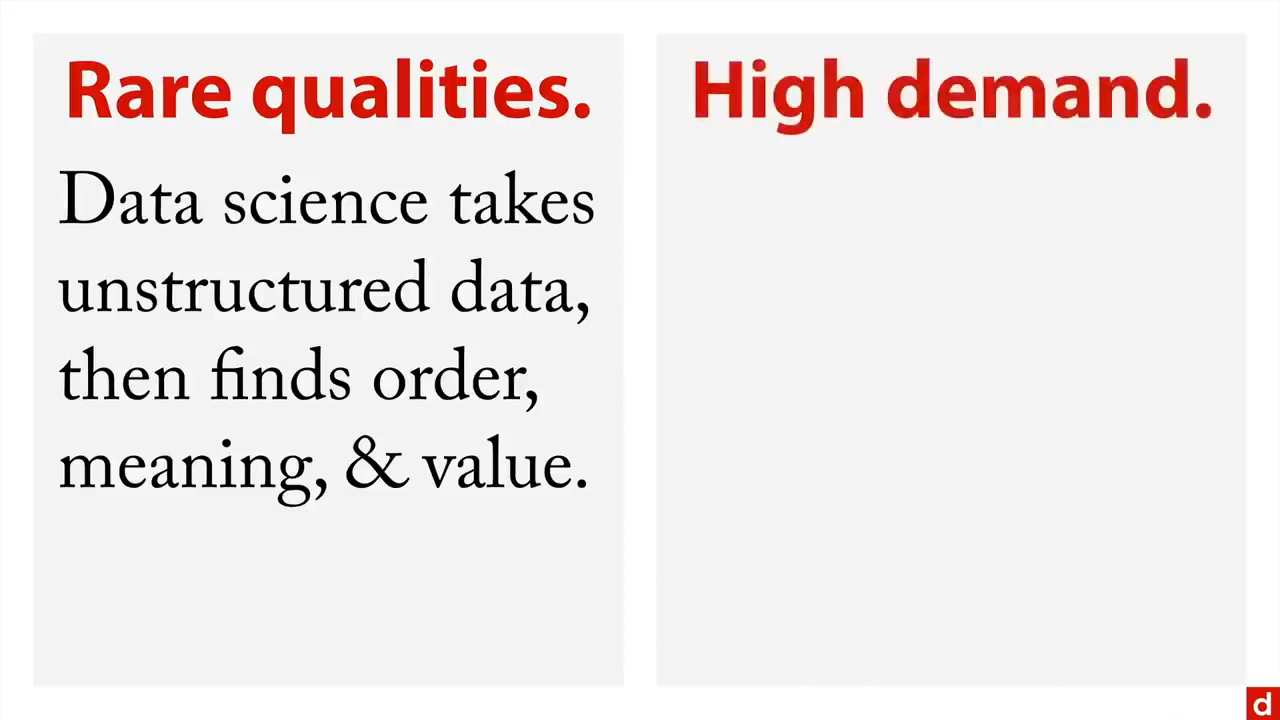 Rare qualities.
Data science takes
unstructured data,
then finds order,
meaning, & value.
High demand.
d